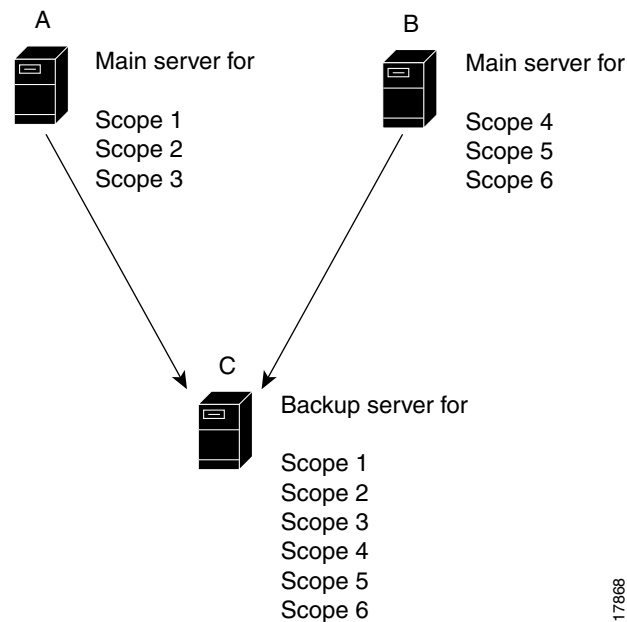 A
Main server for
Scope 1
Scope 2
Scope 3
B
Main server for
Scope 4
Scope 5
Scope 6
C
Backup server for
Scope 1
Scope 2
Scope 3
Scope 4
Scope 5
Scope 6
17868